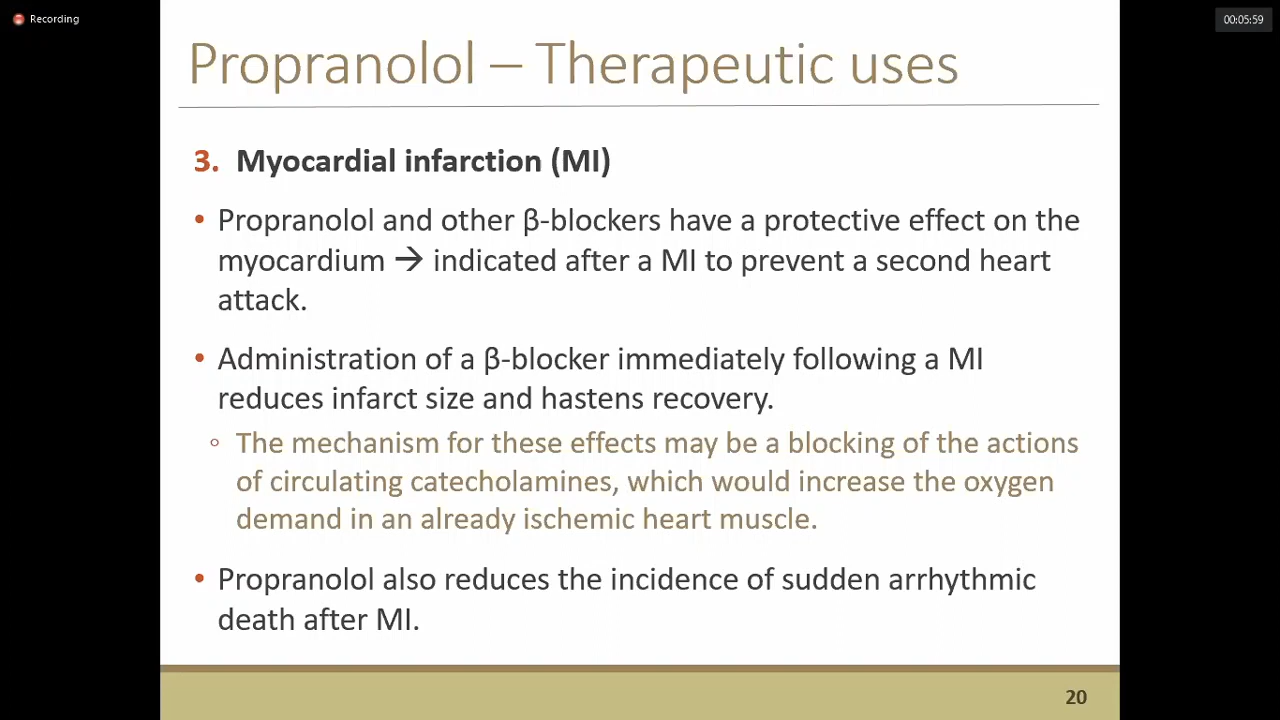 Recording
00:05:59
Propranolol – Therapeutic uses
3. Myocardial infarction (MI)
• Propranolol and other β-blockers have a protective effect on the
myocardium → indicated after a MI to prevent a second heart
attack.
• Administration of a β-blocker immediately following a MI
reduces infarct size and hastens recovery.
◦ The mechanism for these effects may be a blocking of the actions
of circulating catecholamines, which would increase the oxygen
demand in an already ischemic heart muscle.
• Propranolol also reduces the incidence of sudden arrhythmic
death after MI.
20